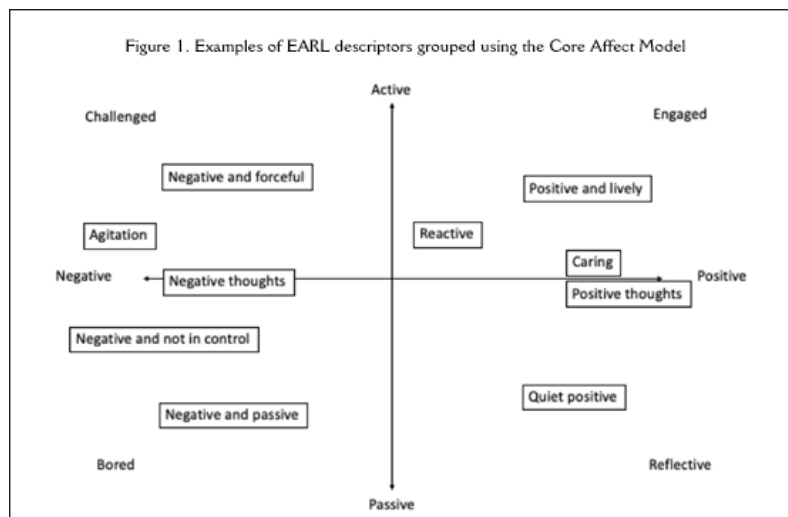 Figure 1. Examples of EARL descriptors grouped using the Core Affect Model
Active
Challenged
Engaged
Negative and forceful
Positive and lively
Agitation
Reactive
Caring
Negative
Negative thoughts
Positive
Positive thoughts
Negative and not in control
Quiet positive
Negative and passive
Bored
Reflective
Passive